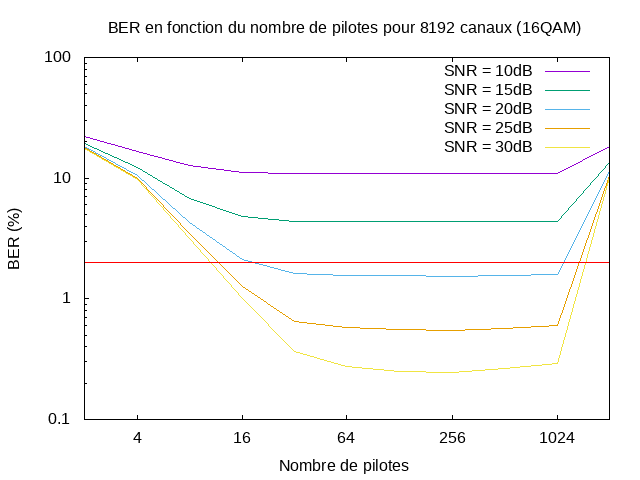 BER en fonction du nombre de pilotes pour 8192 canaux (16QAM)
100
10
1
0.1
BER (%)
SNR = 10dB
SNR = 15dB
SNR = 20dB
SNR = 25dB
SNR = 30dB
4 16 64 256 1024
Nombre de pilotes